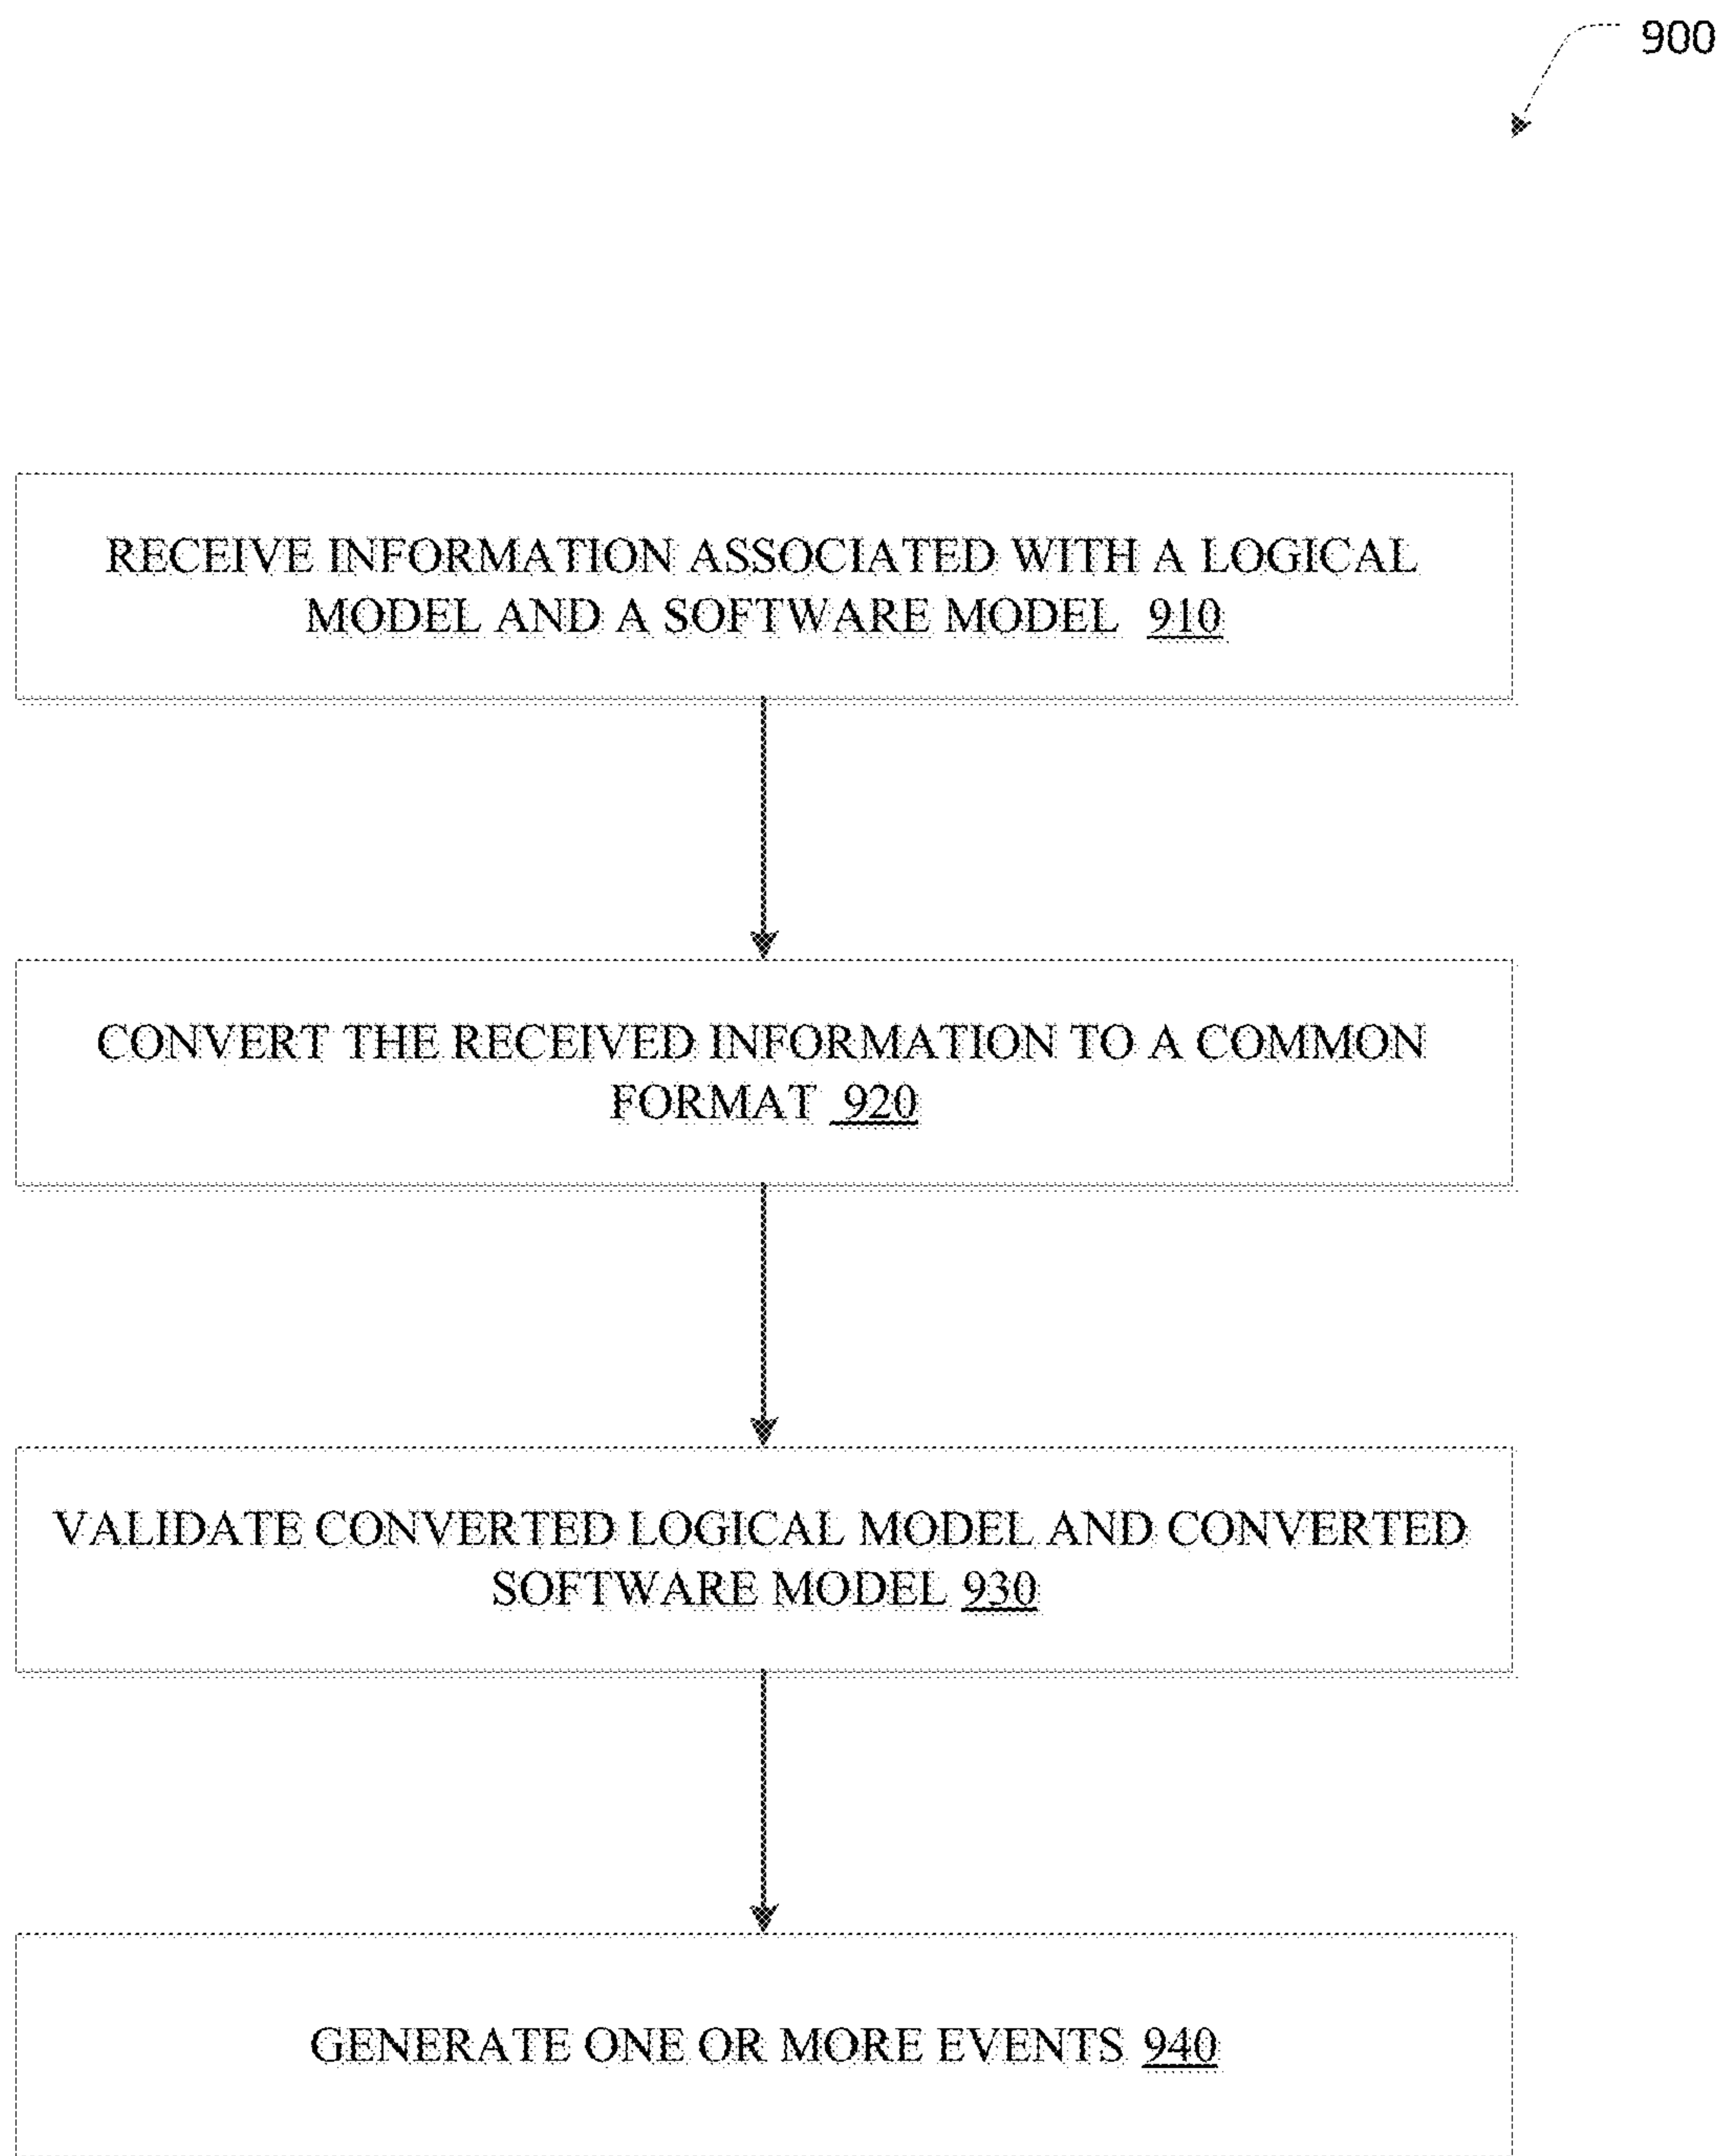 900
RECEIVE INFORMATION ASSOCIATED WITH A LOGICAL
MODEL AND A SOFTWARE MODEL 910
CONVERT THE RECEIVED INFORMATION TO A COMMON
FORMAT 920
VALIDATE CONVERTED LOGICAL MODEL AND CONVERTED
SOFTWARE MODEL 930
GENERATE ONE OR MORE EVENTS 940